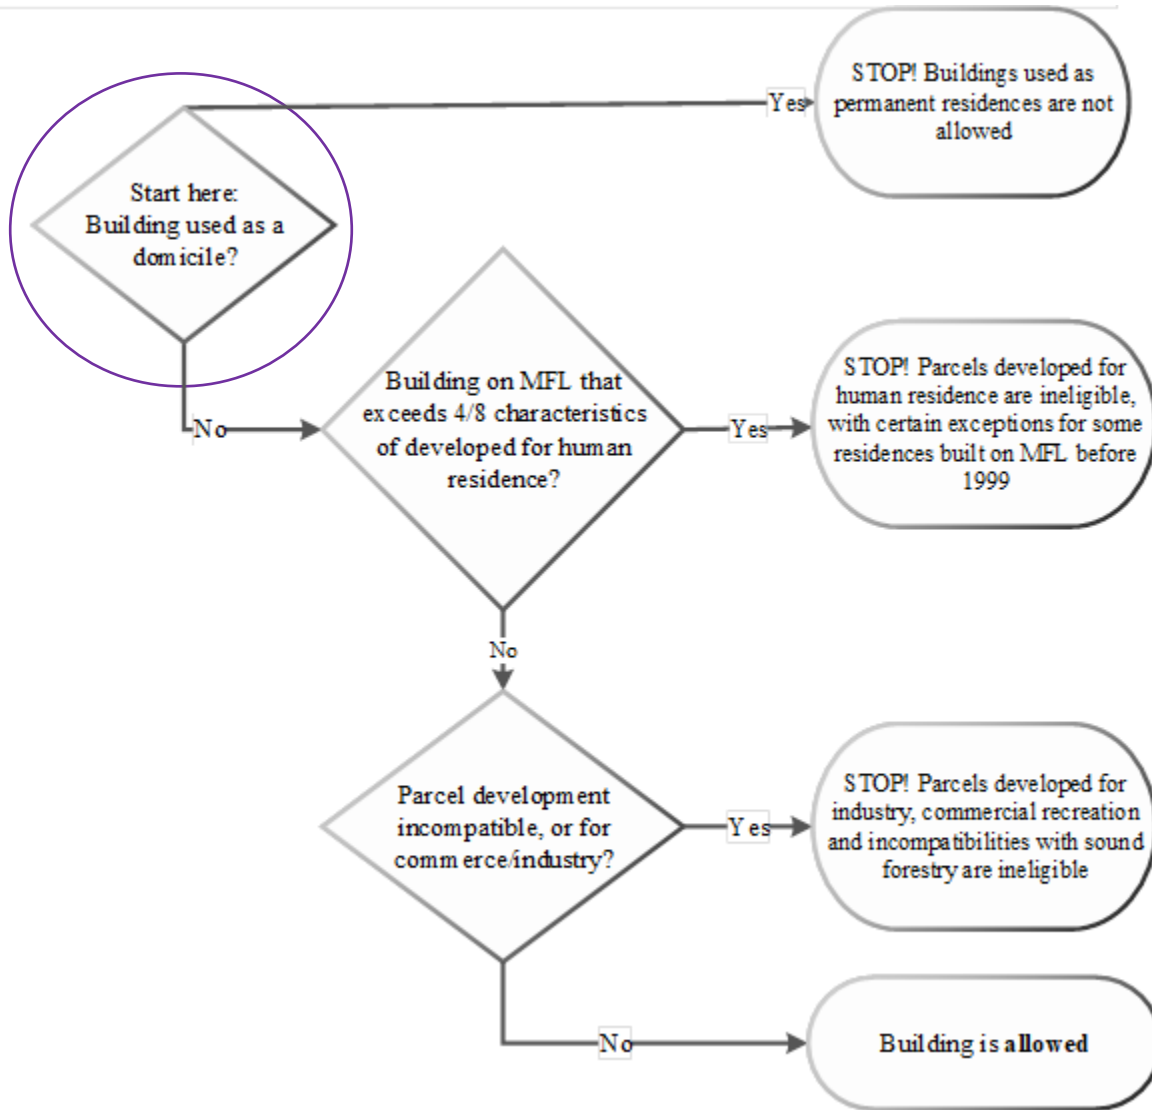 Start here:
Building used as a
domicile?
Yes
STOP! Buildings used as
permanent residences are not
allowed
No
Building on MFL that
exceeds 4/8 characteristics
of developed for human
residence?
Yes
STOP! Parcels developed for
human residence are ineligible,
with certain exceptions for some
residences built on MFL before
1999
No
Parcel development
incompatible, or for
commerce/industry?
Yes
STOP! Parcels developed for
industry, commercial recreation
and incompatibilities with sound
forestry are ineligible
No
Building is allowed